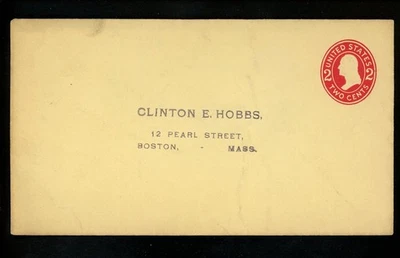 UNITED STATES
2 2
TWO CENTS
CLINTON E. HOBBS,
12 PEARL STREET,
BOSTON, - MASS.